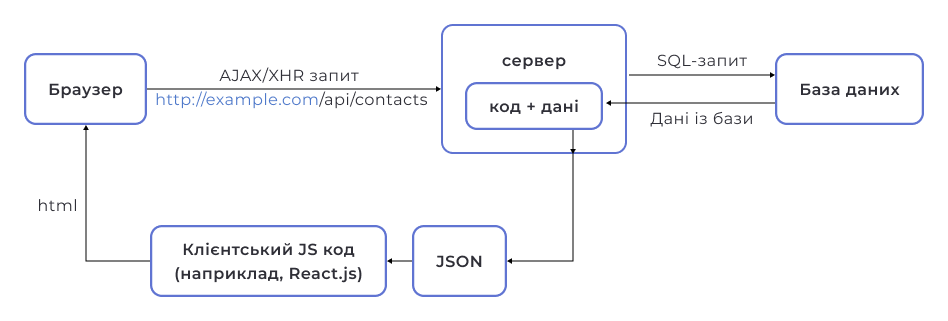 сервер
SQL-запит
AJAX/XHR запит
Браузер
База даних
http://example.com/api/contacts
код + дані
Дані із бази
html
Клієнтський JS код
(наприклад, React.js)
JSON